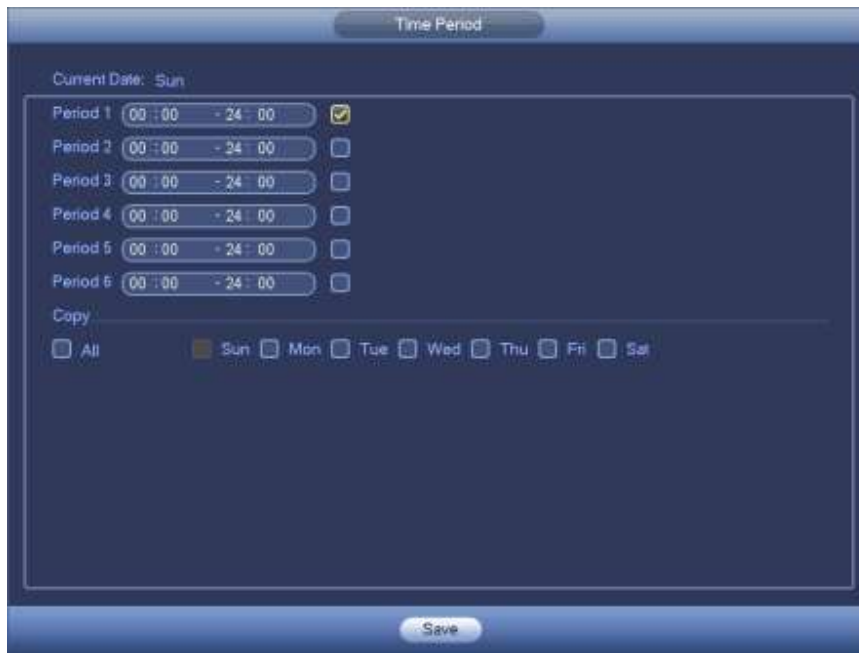 Time Period
Current Date: Sun
Period 1 00 : 00 - 24 : 00
Period 2 00 : 00 - 24 : 00
Period 3 00 : 00 - 24 : 00
Period 4 00 : 00 - 24 : 00
Period 5 00 : 00 - 24 : 00
Period 6 00 : 00 - 24 : 00
Copy
All Sun Mon Tue Wed Thu Fri Sat
Save